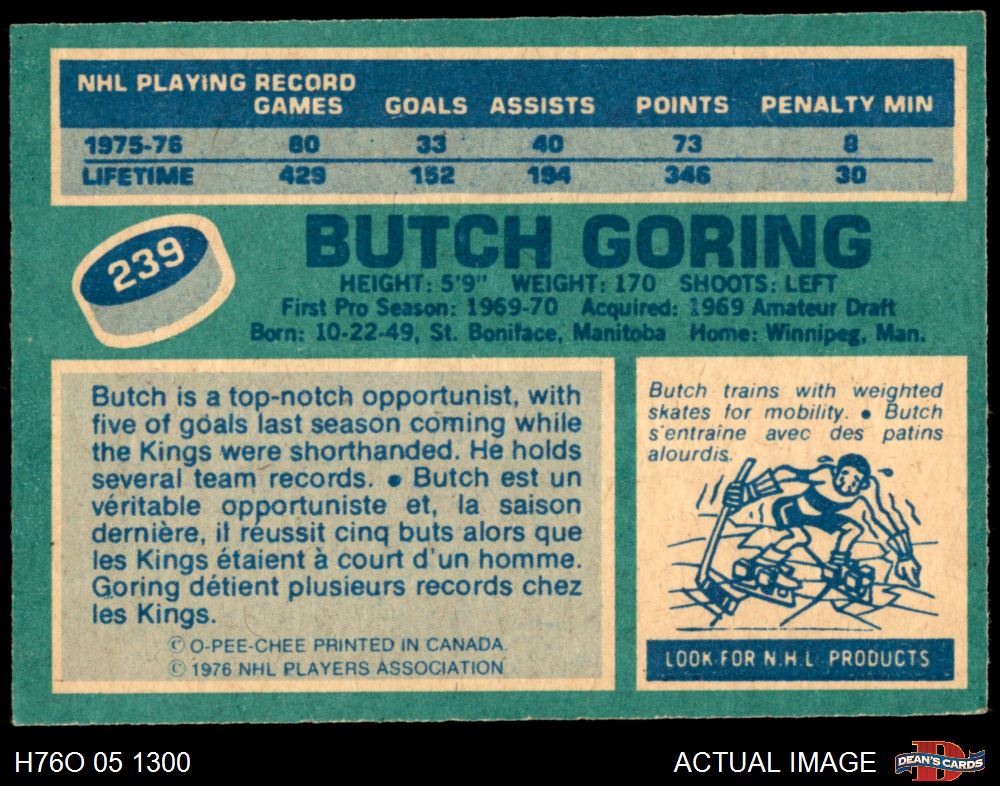 NHL PLAYING RECORD
GAMES GOALS ASSISTS POINTS PENALTY MIN
1975-76 80 33 40 73 8
LIFETIME 429 152 194 346 30
239
BUTCH GORING
HEIGHT: 5'9" WEIGHT: 170 SHOOTS: LEFT
First Pro Season: 1969-70 Acquired: 1969 Amateur Draft
Born: 10-22-49, St. Boniface, Manitoba Home: Winnipeg, Man.
Butch is a top-notch opportunist, with
five of goals last season coming while
the Kings were shorthanded. He holds
several team records. ● Butch est un
véritable opportuniste et, la saison
dernière, il réussit cinq buts alors que
les Kings étaient à court d'un homme.
Goring détient plusieurs records chez
les Kings.
© O-PEE-CHEE PRINTED IN CANADA.
© 1976 NHL PLAYERS ASSOCIATION
Butch trains with weighted
skates for mobility. ● Butch
s'entraîne avec des patins
alourdis.
LOOK FOR N.H.L PRODUCTS
H76O 05 1300
ACTUAL IMAGE
D
DEAN'S CARDS